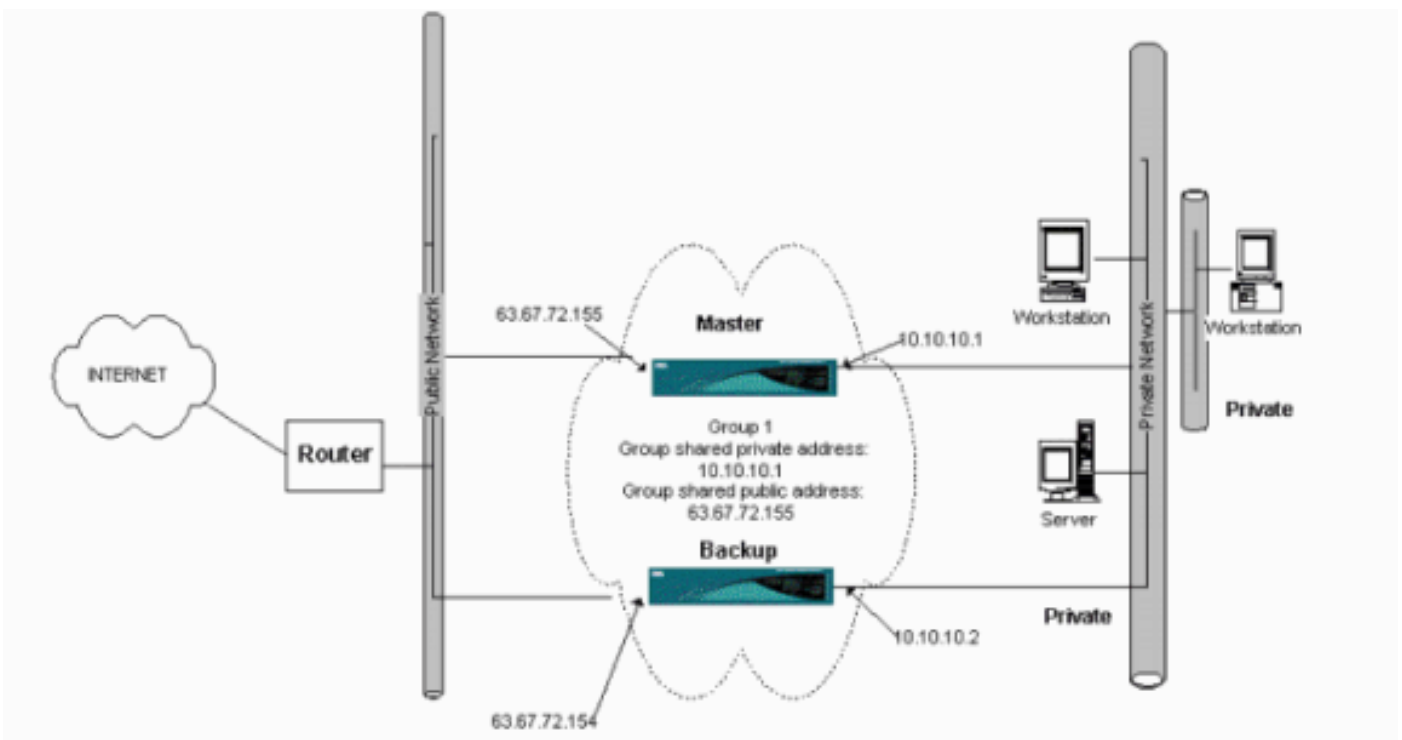 63.67.72.155
Master
10.10.10.1
Workstation
Workstation
INTERNET
Public Network
Private Network
Private
Router
Group 1
Group shared private address:
10.10.10.1
Group shared public address:
63.67.72.155
Server
Backup
Private
10.10.10.2
63.67.72.154